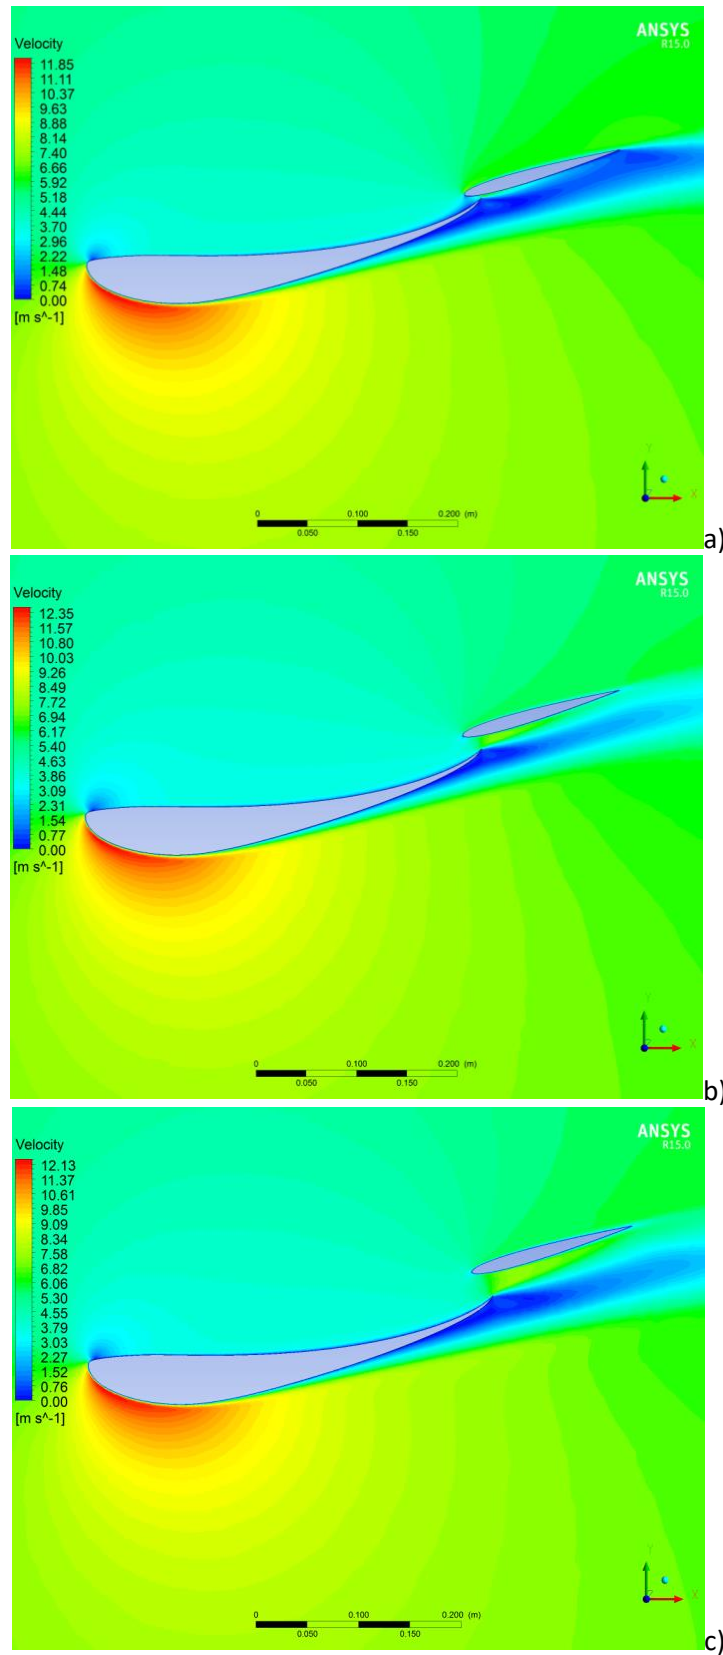 ANSYS
R15.0
Velocity
11.85
11.11
10.37
9.63
8.88
8.14
7.40
6.66
5.92
5.18
4.44
3.70
2.96
2.22
1.48
0.74
0.00
[m s^-1]
Y
X
0 0.100 0.200 (m)
0.050 0.150
a)
ANSYS
R15.0
Velocity
12.35
11.57
10.80
10.03
9.26
8.49
7.72
6.94
6.17
5.40
4.63
3.86
3.09
2.31
1.54
0.77
0.00
[m s^-1]
Y
X
0 0.100 0.200 (m)
0.050 0.150
b)
ANSYS
R15.0
Velocity
12.13
11.37
10.61
9.85
9.09
8.34
7.58
6.82
6.06
5.30
4.55
3.79
3.03
2.27
1.52
0.76
0.00
[m s^-1]
Y
X
0 0.100 0.200 (m)
0.050 0.150
c)